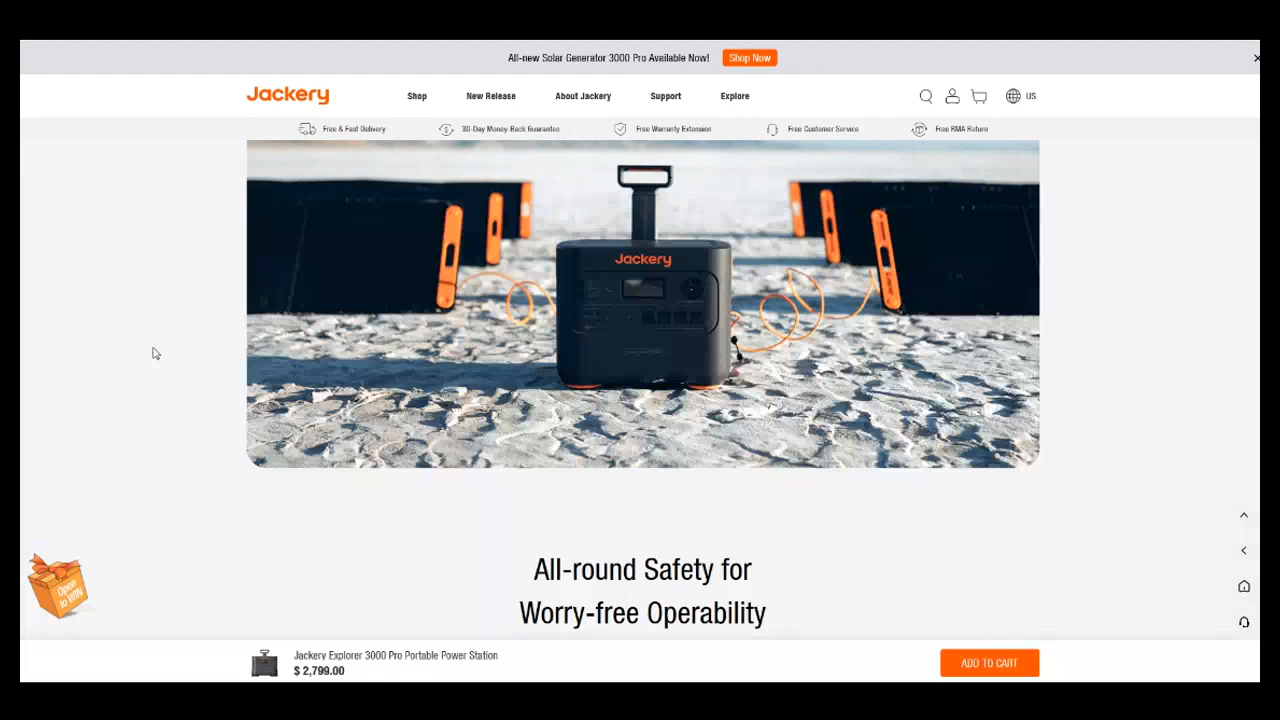 All-new Solar Generator 3000 Pro Available Now! Shop Now
Jackery Shop New Release About Jackery Support Explore US
Free & Fast Delivery 30-Day Money-Back Guarantee Free Warranty Extension Free Customer Service Free RMA Return
Jackery
All-round Safety for
Worry-free Operability
Open
to WIN
Jackery Explorer 3000 Pro Portable Power Station
$ 2,799.00
ADD TO CART